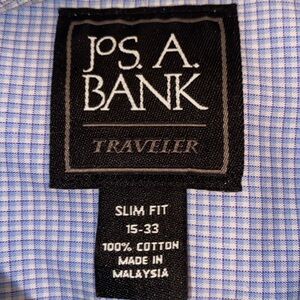 JOS. A.
BANK
TRAVELER
SLIM FIT
15-33
100% COTTON
MADE IN
MALAYSIA